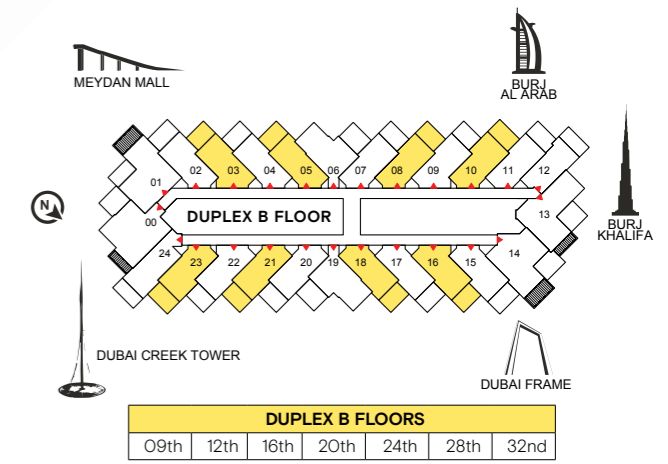 MEYDAN MALL
BURJ
AL ARAB
BURJ
KHALIFA
N
01
02
03
04
05
06
07
08
09
10
11
12
00
DUPLEX B FLOOR
13
24
23
22
21
20
19
18
17
16
15
14
DUBAI CREEK TOWER
DUBAI FRAME
DUPLEX B FLOORS
09th 12th 16th 20th 24th 28th 32nd